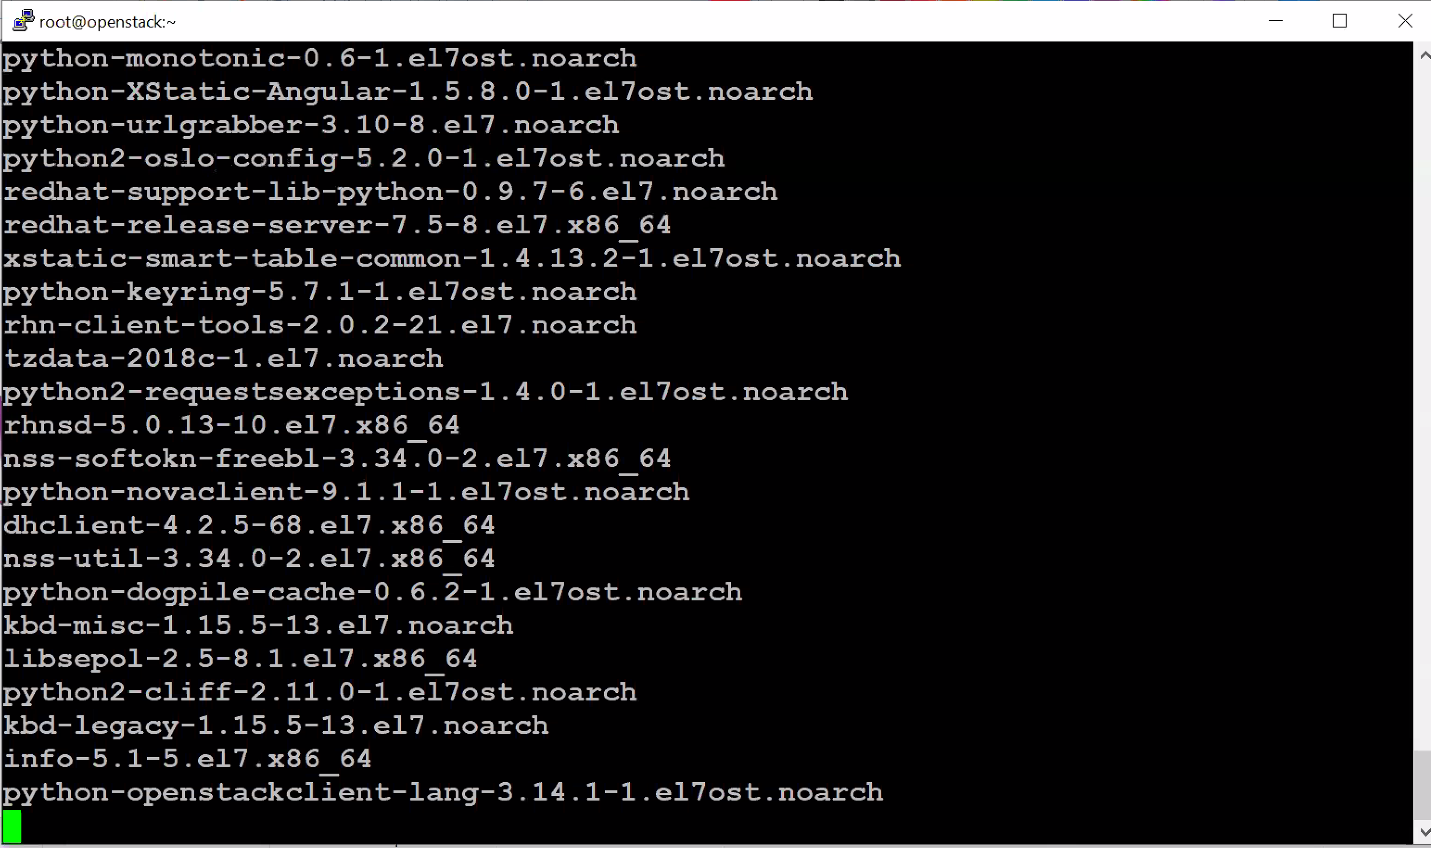 root@openstack:~
python-monotonic-0.6-1.el7ost.noarch
python-XStatic-Angular-1.5.8.0-1.el7ost.noarch
python-urlgrabber-3.10-8.el7.noarch
python2-oslo-config-5.2.0-1.el7ost.noarch
redhat-support-lib-python-0.9.7-6.el7.noarch
redhat-release-server-7.5-8.el7.x86_64
xstatic-smart-table-common-1.4.13.2-1.el7ost.noarch
python-keyring-5.7.1-1.el7ost.noarch
rhn-client-tools-2.0.2-21.el7.noarch
tzdata-2018c-1.el7.noarch
python2-requestsexceptions-1.4.0-1.el7ost.noarch
rhnsd-5.0.13-10.el7.x86_64
nss-softokn-freebl-3.34.0-2.el7.x86_64
python-novaclient-9.1.1-1.el7ost.noarch
dhclient-4.2.5-68.el7.x86_64
nss-util-3.34.0-2.el7.x86_64
python-dogpile-cache-0.6.2-1.el7ost.noarch
kbd-misc-1.15.5-13.el7.noarch
libsepol-2.5-8.1.el7.x86_64
python2-cliff-2.11.0-1.el7ost.noarch
kbd-legacy-1.15.5-13.el7.noarch
info-5.1-5.el7.x86_64
python-openstackclient-lang-3.14.1-1.el7ost.noarch